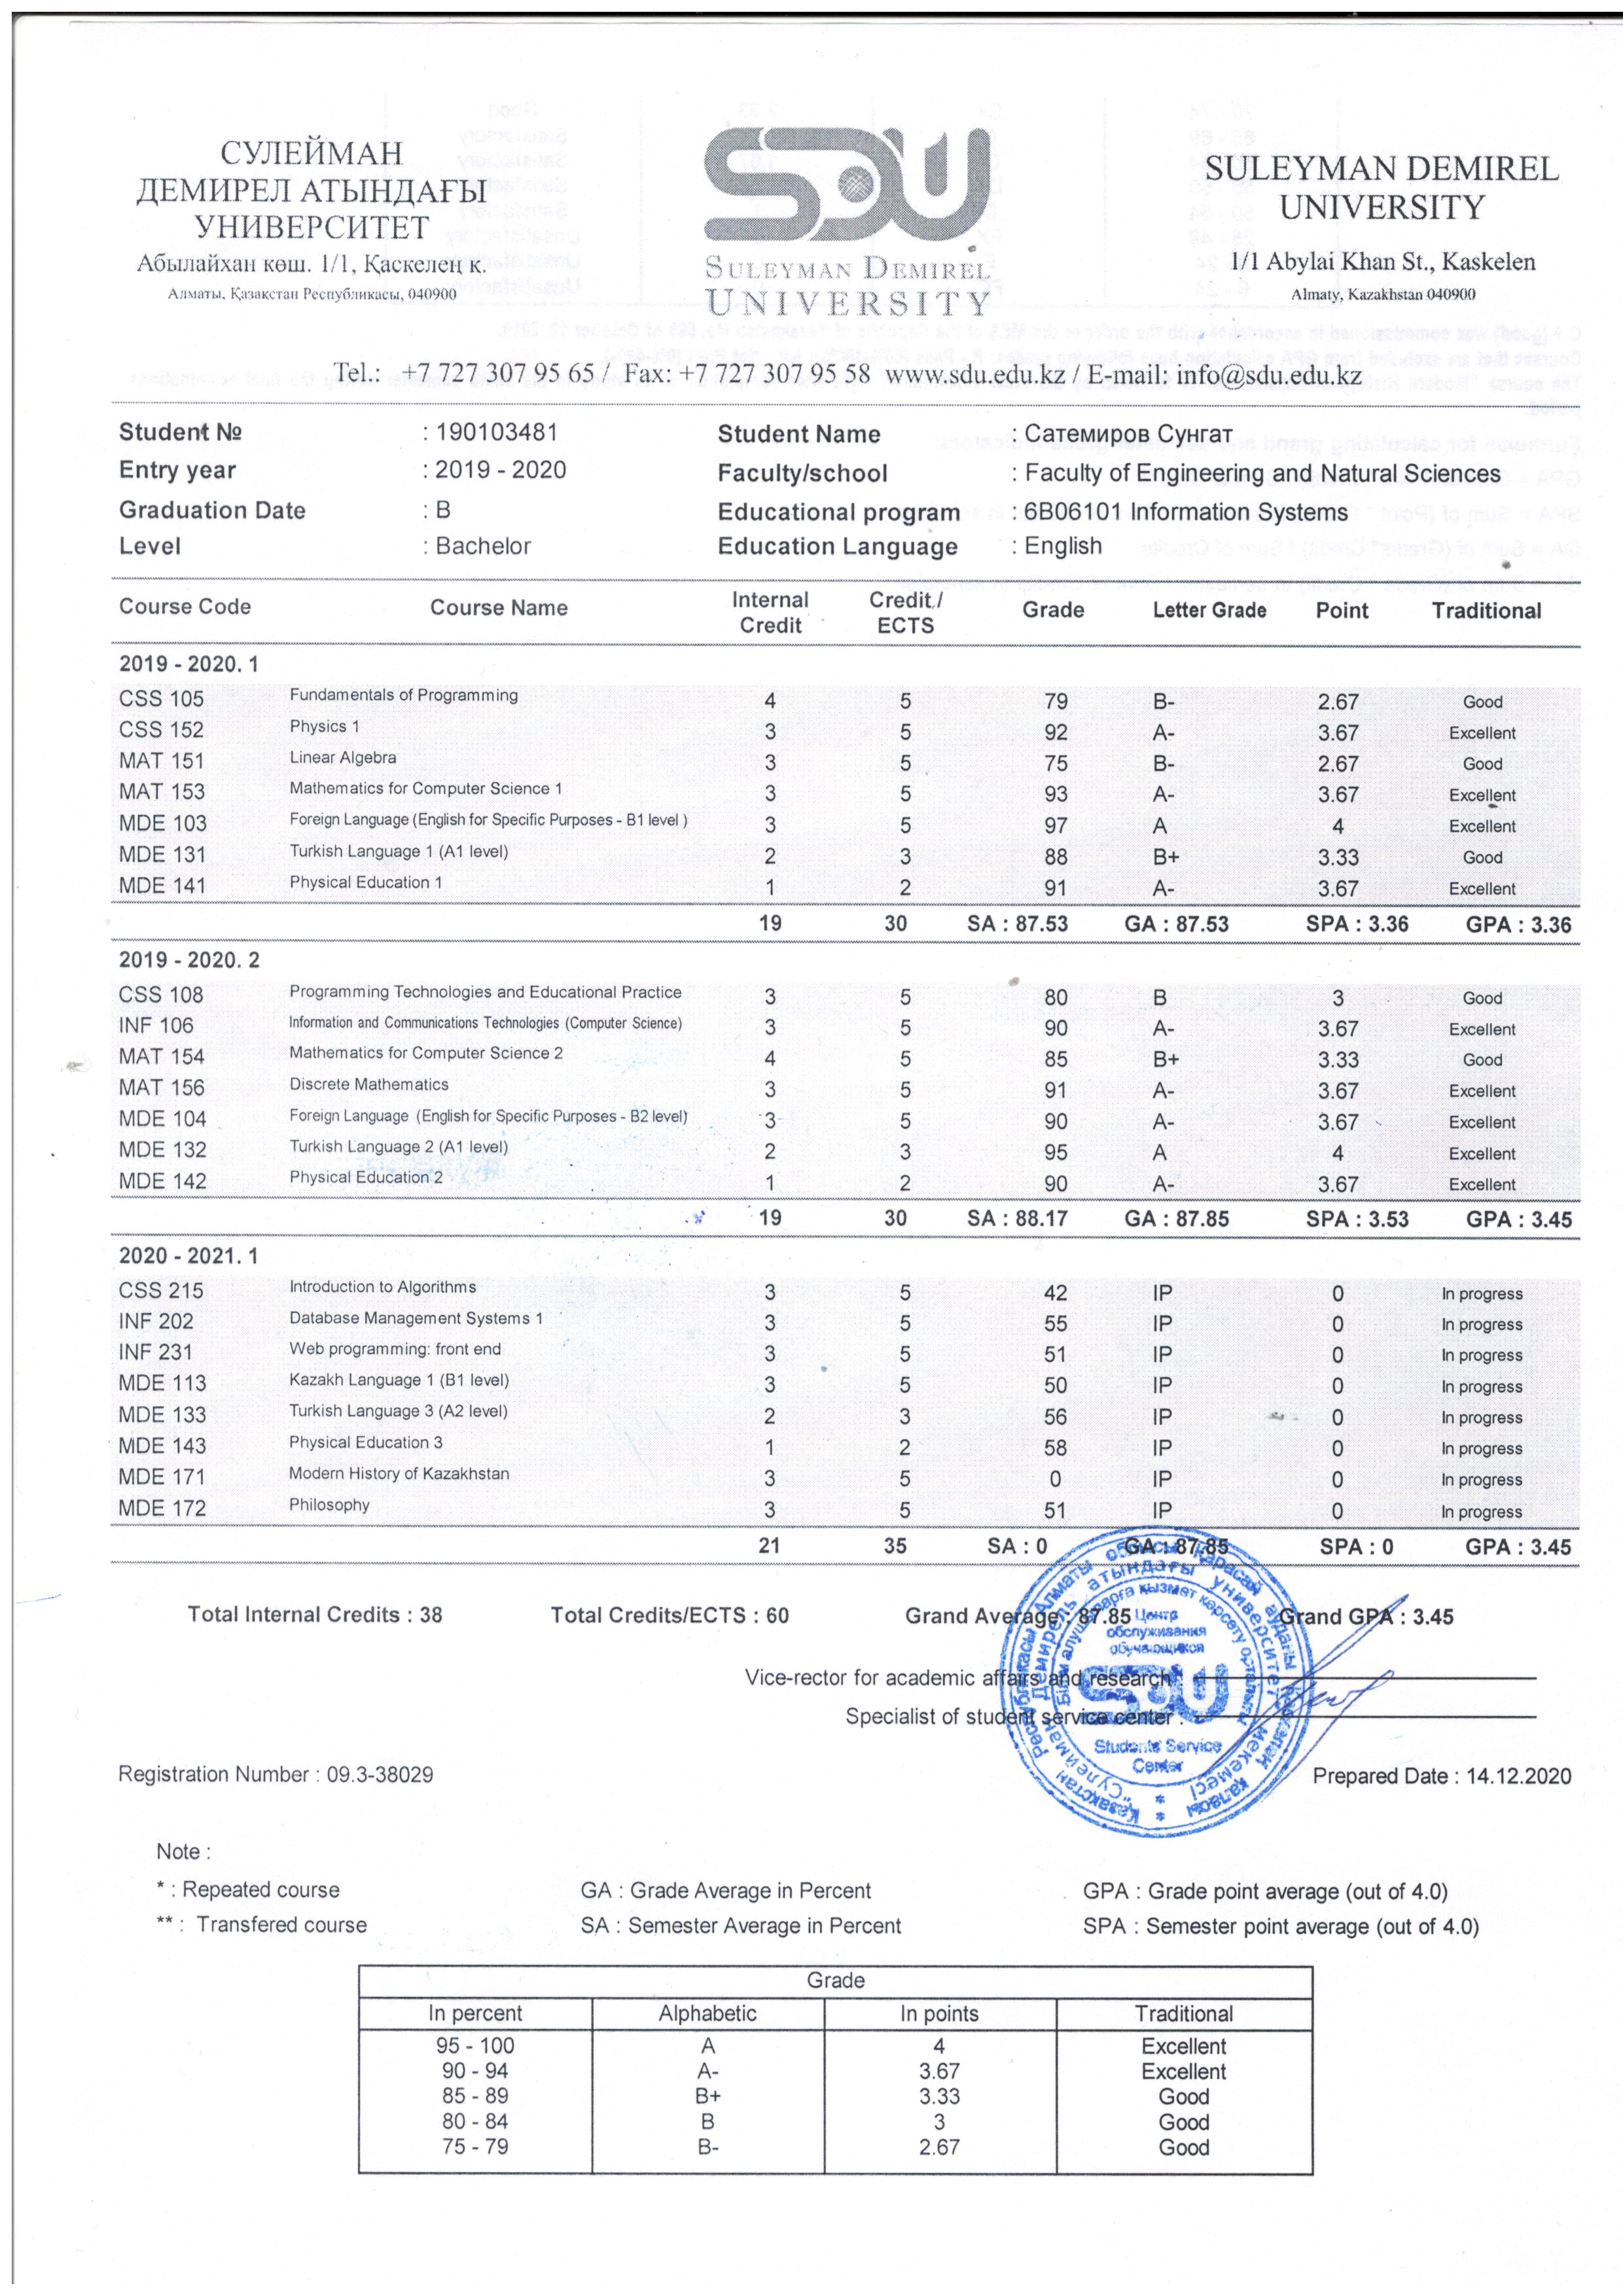 СУЛЕЙМАН
ДЕМИРЕЛ АТЫНДАҒЫ
УНИВЕРСИТЕТ
Абылайхан көш. 1/1, Қаскелең к.
Алматы, Қазақстан Республикасы, 040900
SDU
SULEYMAN DEMIREL
UNIVERSITY
SULEYMAN DEMIREL
UNIVERSITY
1/1 Abylai Khan St., Kaskelen
Almaty, Kazakhstan 040900
Tel.: +7 727 307 95 65 / Fax: +7 727 307 95 58 www.sdu.edu.kz / E-mail: info@sdu.edu.kz
Student № : 190103481 Student Name : Сатемиров Сунгат
Entry year : 2019 - 2020 Faculty/school : Faculty of Engineering and Natural Sciences
Graduation Date : B Educational program : 6B06101 Information Systems
Level : Bachelor Education Language : English
Course Code Course Name Internal Credit Credit / ECTS Grade Letter Grade Point Traditional
2019 - 2020. 1
CSS 105 Fundamentals of Programming 4 5 79 B- 2.67 Good
CSS 152 Physics 1 3 5 92 A- 3.67 Excellent
MAT 151 Linear Algebra 3 5 75 B- 2.67 Good
MAT 153 Mathematics for Computer Science 1 3 5 93 A- 3.67 Excellent
MDE 103 Foreign Language (English for Specific Purposes - B1 level ) 3 5 97 A 4 Excellent
MDE 131 Turkish Language 1 (A1 level) 2 3 88 B+ 3.33 Good
MDE 141 Physical Education 1 1 2 91 A- 3.67 Excellent
19 30 SA : 87.53 GA : 87.53 SPA : 3.36 GPA : 3.36
2019 - 2020. 2
CSS 108 Programming Technologies and Educational Practice 3 5 80 B 3 Good
INF 106 Information and Communications Technologies (Computer Science) 3 5 90 A- 3.67 Excellent
MAT 154 Mathematics for Computer Science 2 4 5 85 B+ 3.33 Good
MAT 156 Discrete Mathematics 3 5 91 A- 3.67 Excellent
MDE 104 Foreign Language (English for Specific Purposes - B2 level) 3 5 90 A- 3.67 Excellent
MDE 132 Turkish Language 2 (A1 level) 2 3 95 A 4 Excellent
MDE 142 Physical Education 2 1 2 90 A- 3.67 Excellent
19 30 SA : 88.17 GA : 87.85 SPA : 3.53 GPA : 3.45
2020 - 2021. 1
CSS 215 Introduction to Algorithms 3 5 42 IP 0 In progress
INF 202 Database Management Systems 1 3 5 55 IP 0 In progress
INF 231 Web programming: front end 3 5 51 IP 0 In progress
MDE 113 Kazakh Language 1 (B1 level) 3 5 50 IP 0 In progress
MDE 133 Turkish Language 3 (A2 level) 2 3 56 IP 0 In progress
MDE 143 Physical Education 3 1 2 58 IP 0 In progress
MDE 171 Modern History of Kazakhstan 3 5 0 IP 0 In progress
MDE 172 Philosophy 3 5 51 IP 0 In progress
21 35 SA : 0 GA : 87.85 SPA : 0 GPA : 3.45
Total Internal Credits : 38 Total Credits/ECTS : 60 Grand Average : 87.85 Grand GPA : 3.45
Центр
обслуживания
обучающихся
Vice-rector for academic affairs and research :
Specialist of student service center :
SDU
Students Service
Center
Registration Number : 09.3-38029 Prepared Date : 14.12.2020
Note :
* : Repeated course GA : Grade Average in Percent GPA : Grade point average (out of 4.0)
** : Transfered course SA : Semester Average in Percent SPA : Semester point average (out of 4.0)
Grade
In percent Alphabetic In points Traditional
95 - 100 A 4 Excellent
90 - 94 A- 3.67 Excellent
85 - 89 B+ 3.33 Good
80 - 84 B 3 Good
75 - 79 B- 2.67 Good